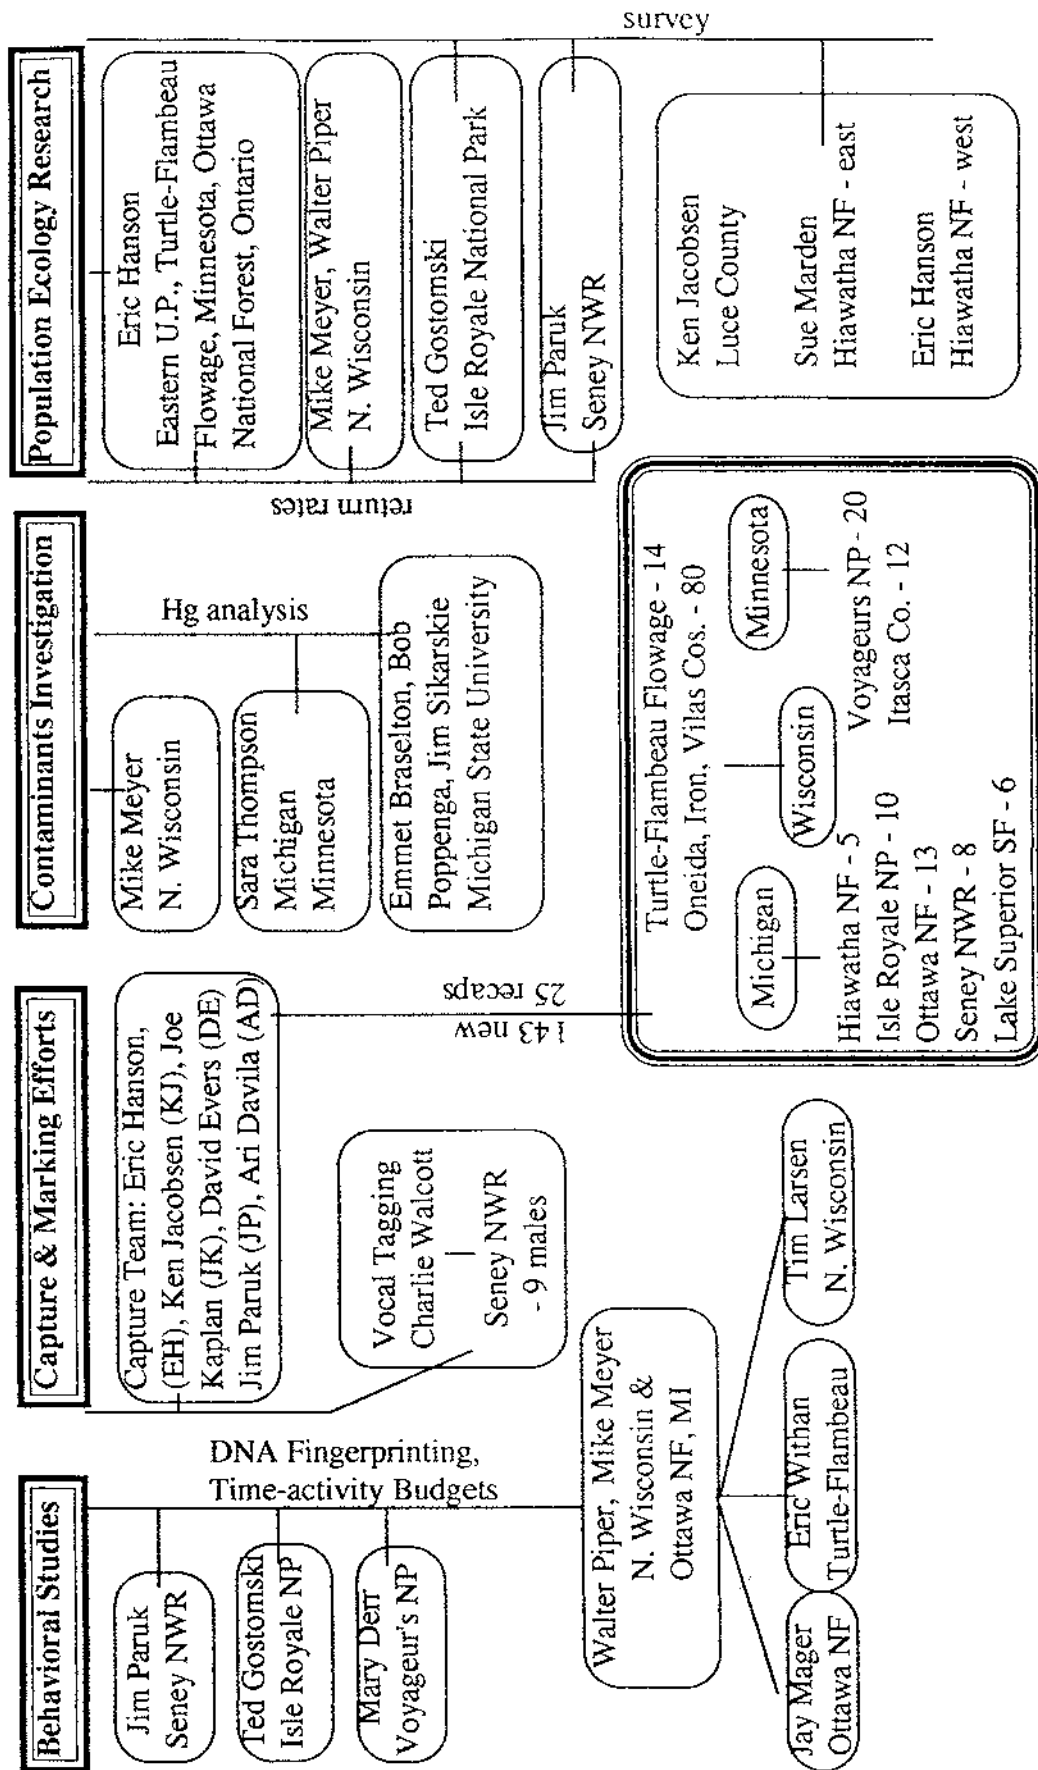 Behavioral Studies
Jim Paruk
Seney NWR
Ted Gostomski
Isle Royale NP
Mary Derr
Voyageur's NP
DNA Fingerprinting,
Time-activity Budgets
Walter Piper, Mike Meyer
N. Wisconsin &
Ottawa NF, MI
Jay Mager
Ottawa NF
Eric Withan
Turtle-Flambeau
Tim Larsen
N. Wisconsin
Capture & Marking Efforts
Capture Team: Eric Hanson,
(EH), Ken Jacobsen (KJ), Joe
Kaplan (JK), David Evers (DE)
Jim Paruk (JP), Ari Davila (AD)
Vocal Tagging
Charlie Walcott
Seney NWR
- 9 males
143 new
25 recaps
Contaminants Investigation
Mike Meyer
N. Wisconsin
Hg analysis
Sara Thompson
Michigan
Minnesota
Emmet Braselton, Bob
Poppenga, Jim Sikarskie
Michigan State University
Turtle-Flambeau Flowage - 14
Oneida, Iron, Vilas Cos. - 80
Michigan
Wisconsin
Minnesota
Hiawatha NF - 5
Isle Royale NP - 10
Ottawa NF - 13
Seney NWR - 8
Lake Superior SF - 6
Voyageurs NP - 20
Itasca Co. - 12
Population Ecology Research
Eric Hanson
Eastern U.P., Turtle-Flambeau
Flowage, Minnesota, Ottawa
National Forest, Ontario
Mike Meyer, Walter Piper
N. Wisconsin
return rates
Ted Gostomski
Isle Royale National Park
Jim Paruk
Seney NWR
survey
Ken Jacobsen
Luce County
Sue Marden
Hiawatha NF - east
Eric Hanson
Hiawatha NF - west